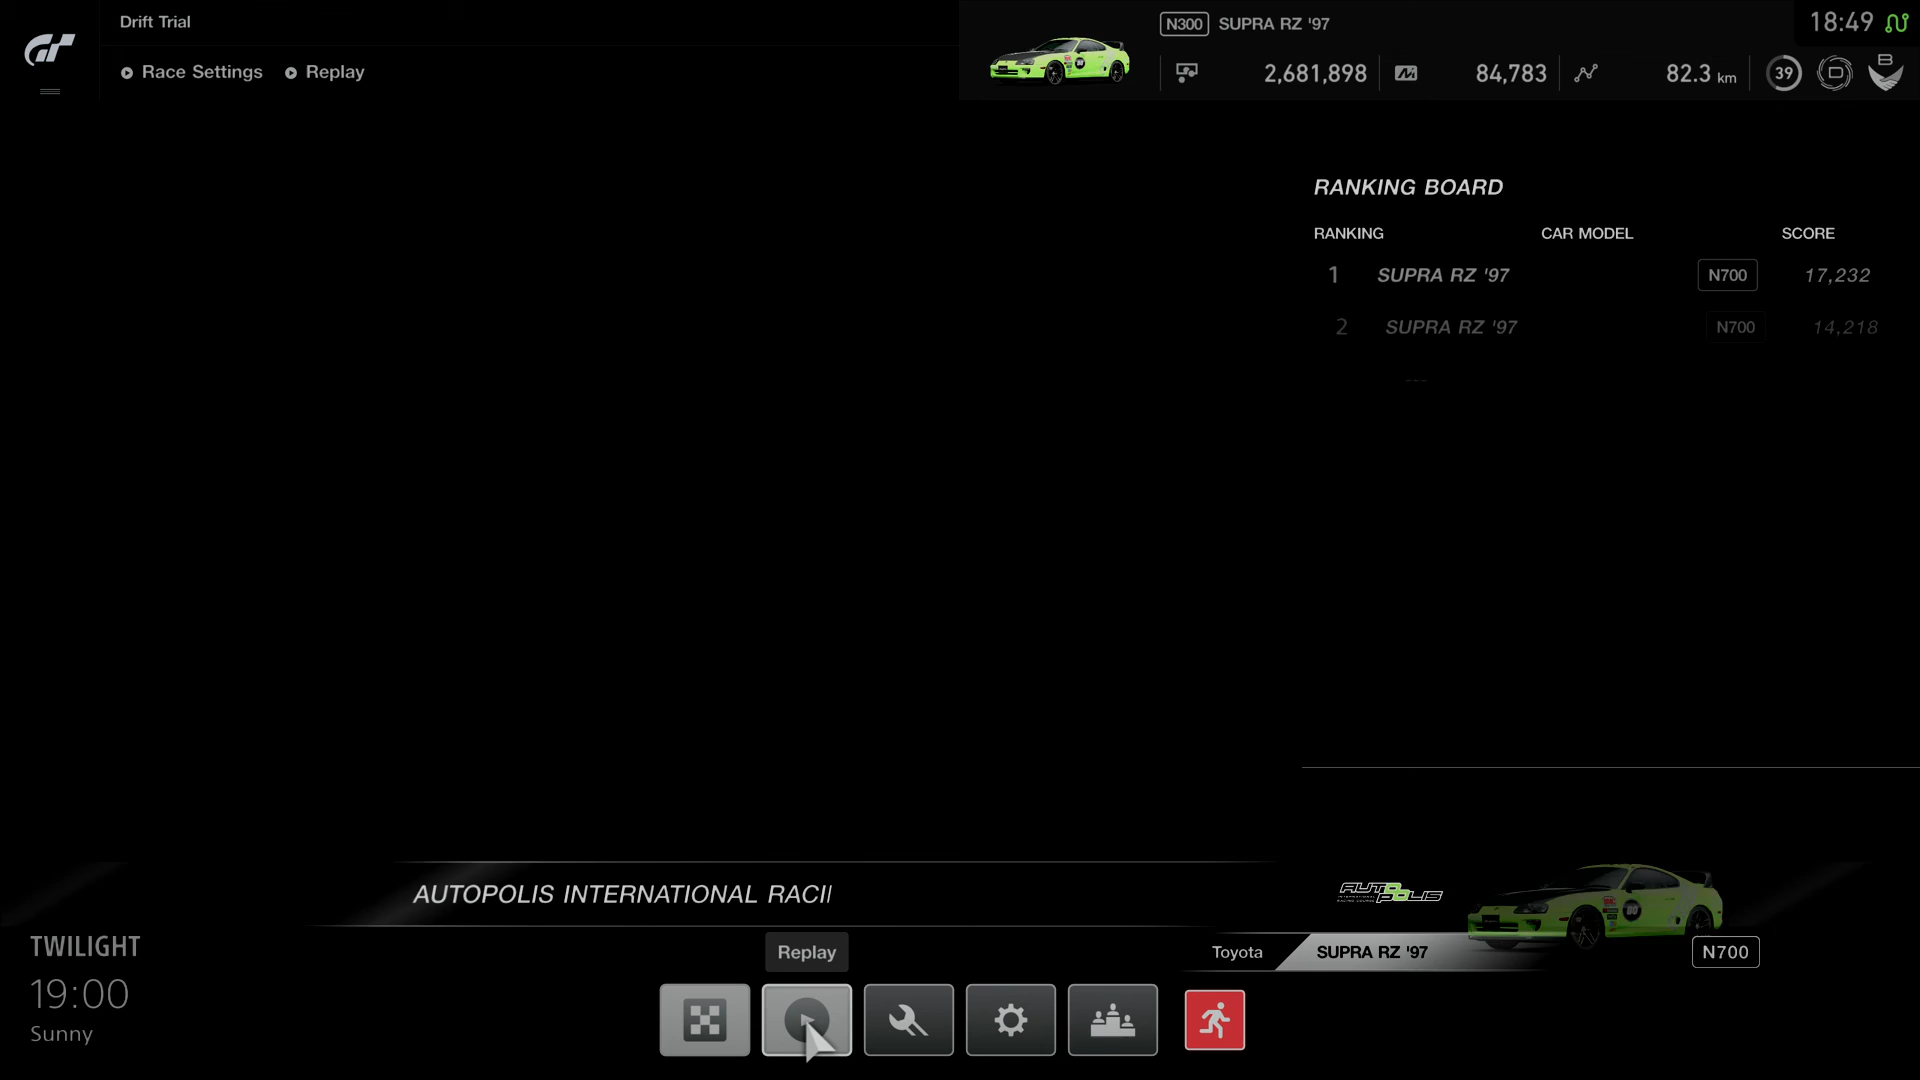 Drift Trial
Race Settings
Replay
N300 SUPRA RZ '97
18:49
2,681,898
84,783
82.3 km
39
D
B
RANKING BOARD
RANKING CAR MODEL SCORE
1 SUPRA RZ '97 N700 17,232
2 SUPRA RZ '97 N700 14,218
---
AUTOPOLIS INTERNATIONAL RACI
AUTOPOLIS
TWILIGHT
19:00
Sunny
Replay
Toyota SUPRA RZ '97 N700